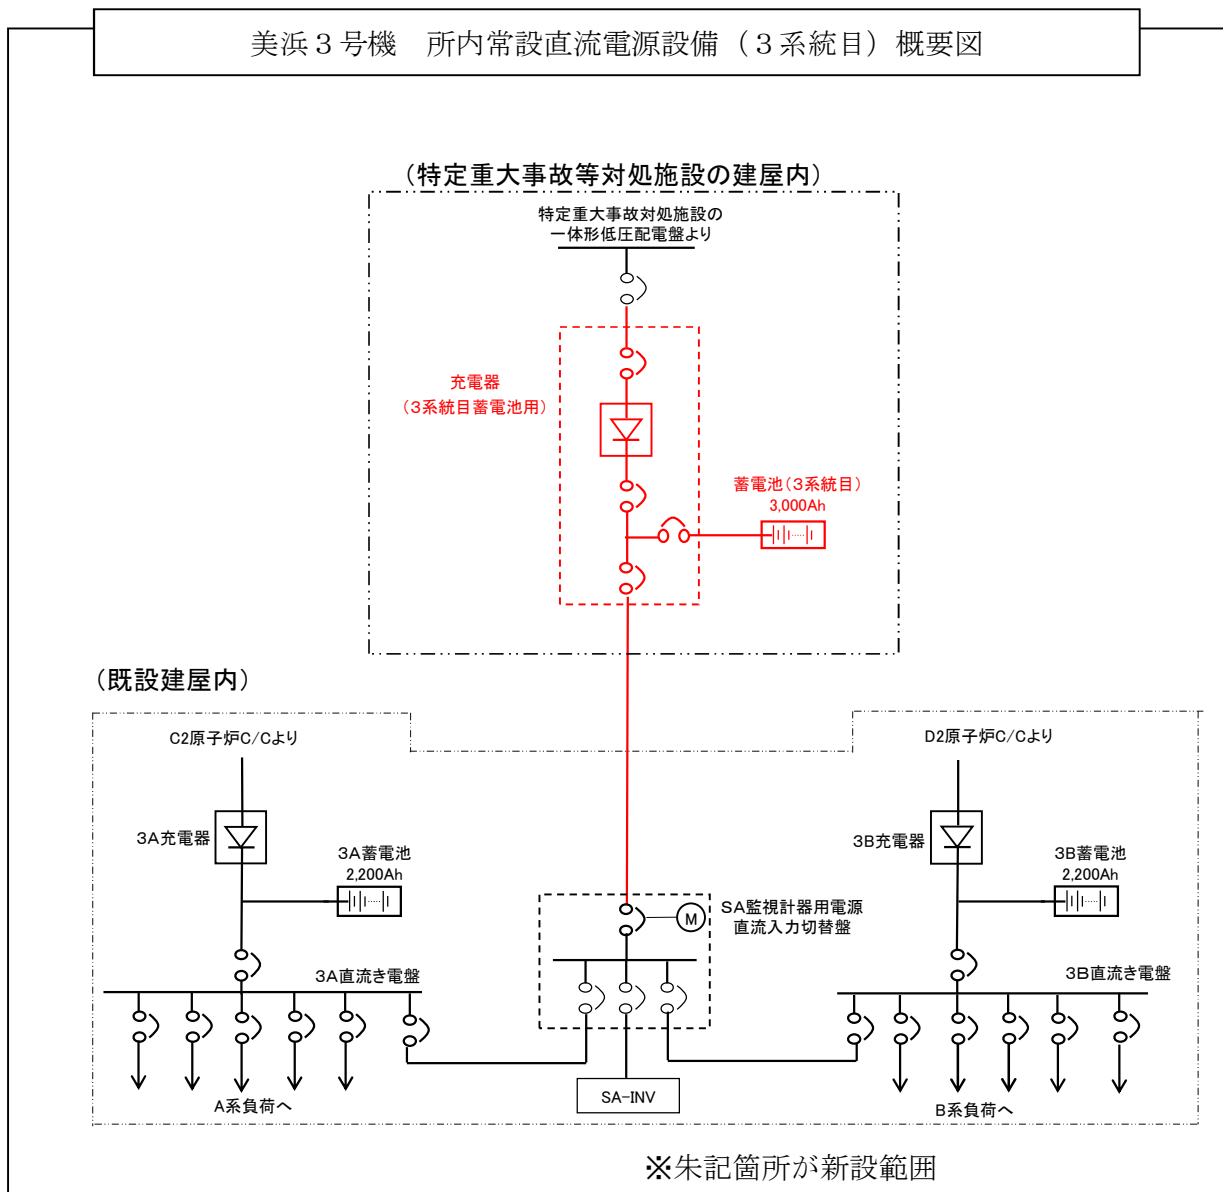 美浜３号機　所内常設直流電源設備（３系統目）概要図
（特定重大事故等対処施設の建屋内）
特定重大事故対処施設の
一体形低圧配電盤より
充電器
（3系統目蓄電池用）
蓄電池（3系統目）
3,000Ah
（既設建屋内）
C2原子炉C/Cより
D2原子炉C/Cより
3A充電器
3A蓄電池
2,200Ah
3B充電器
3B蓄電池
2,200Ah
M
SA監視計器用電源
直流入力切替盤
3A直流き電盤
3B直流き電盤
A系負荷へ
SA-INV
B系負荷へ
※朱記箇所が新設範囲